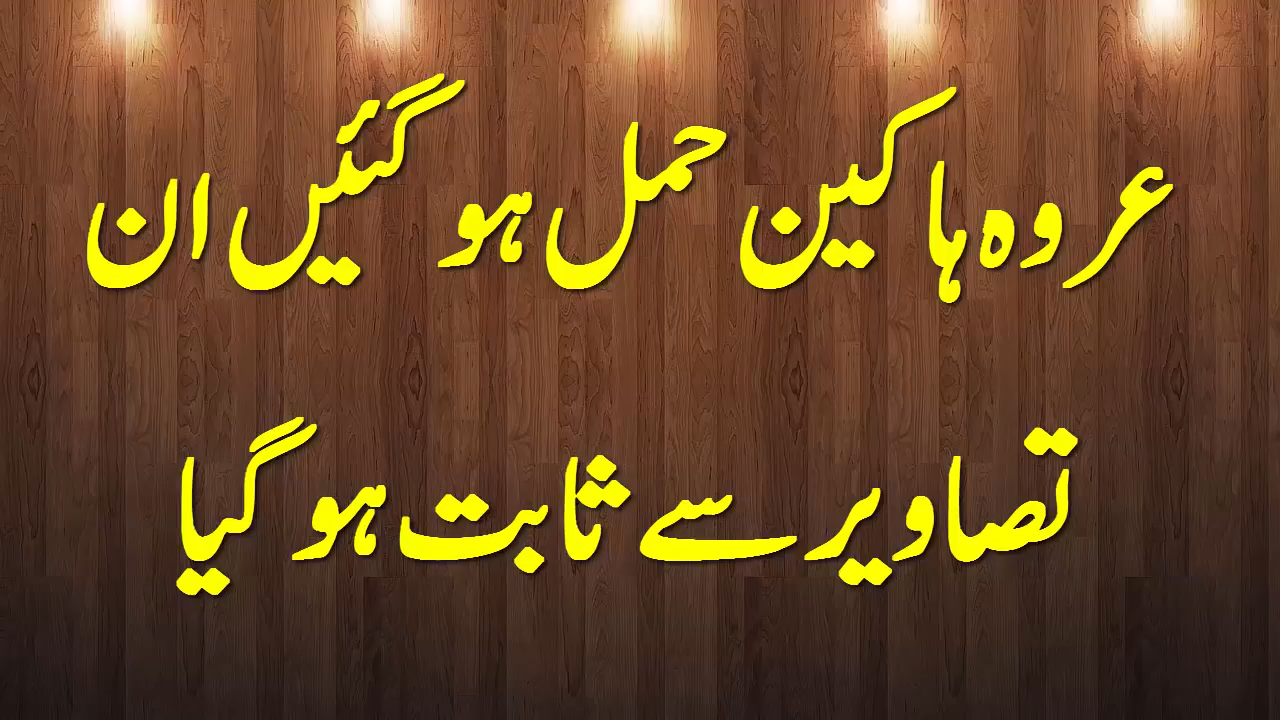 عروہ ہاکین حمل ہو گئیں ان
تصاویر سے ثابت ہو گیا